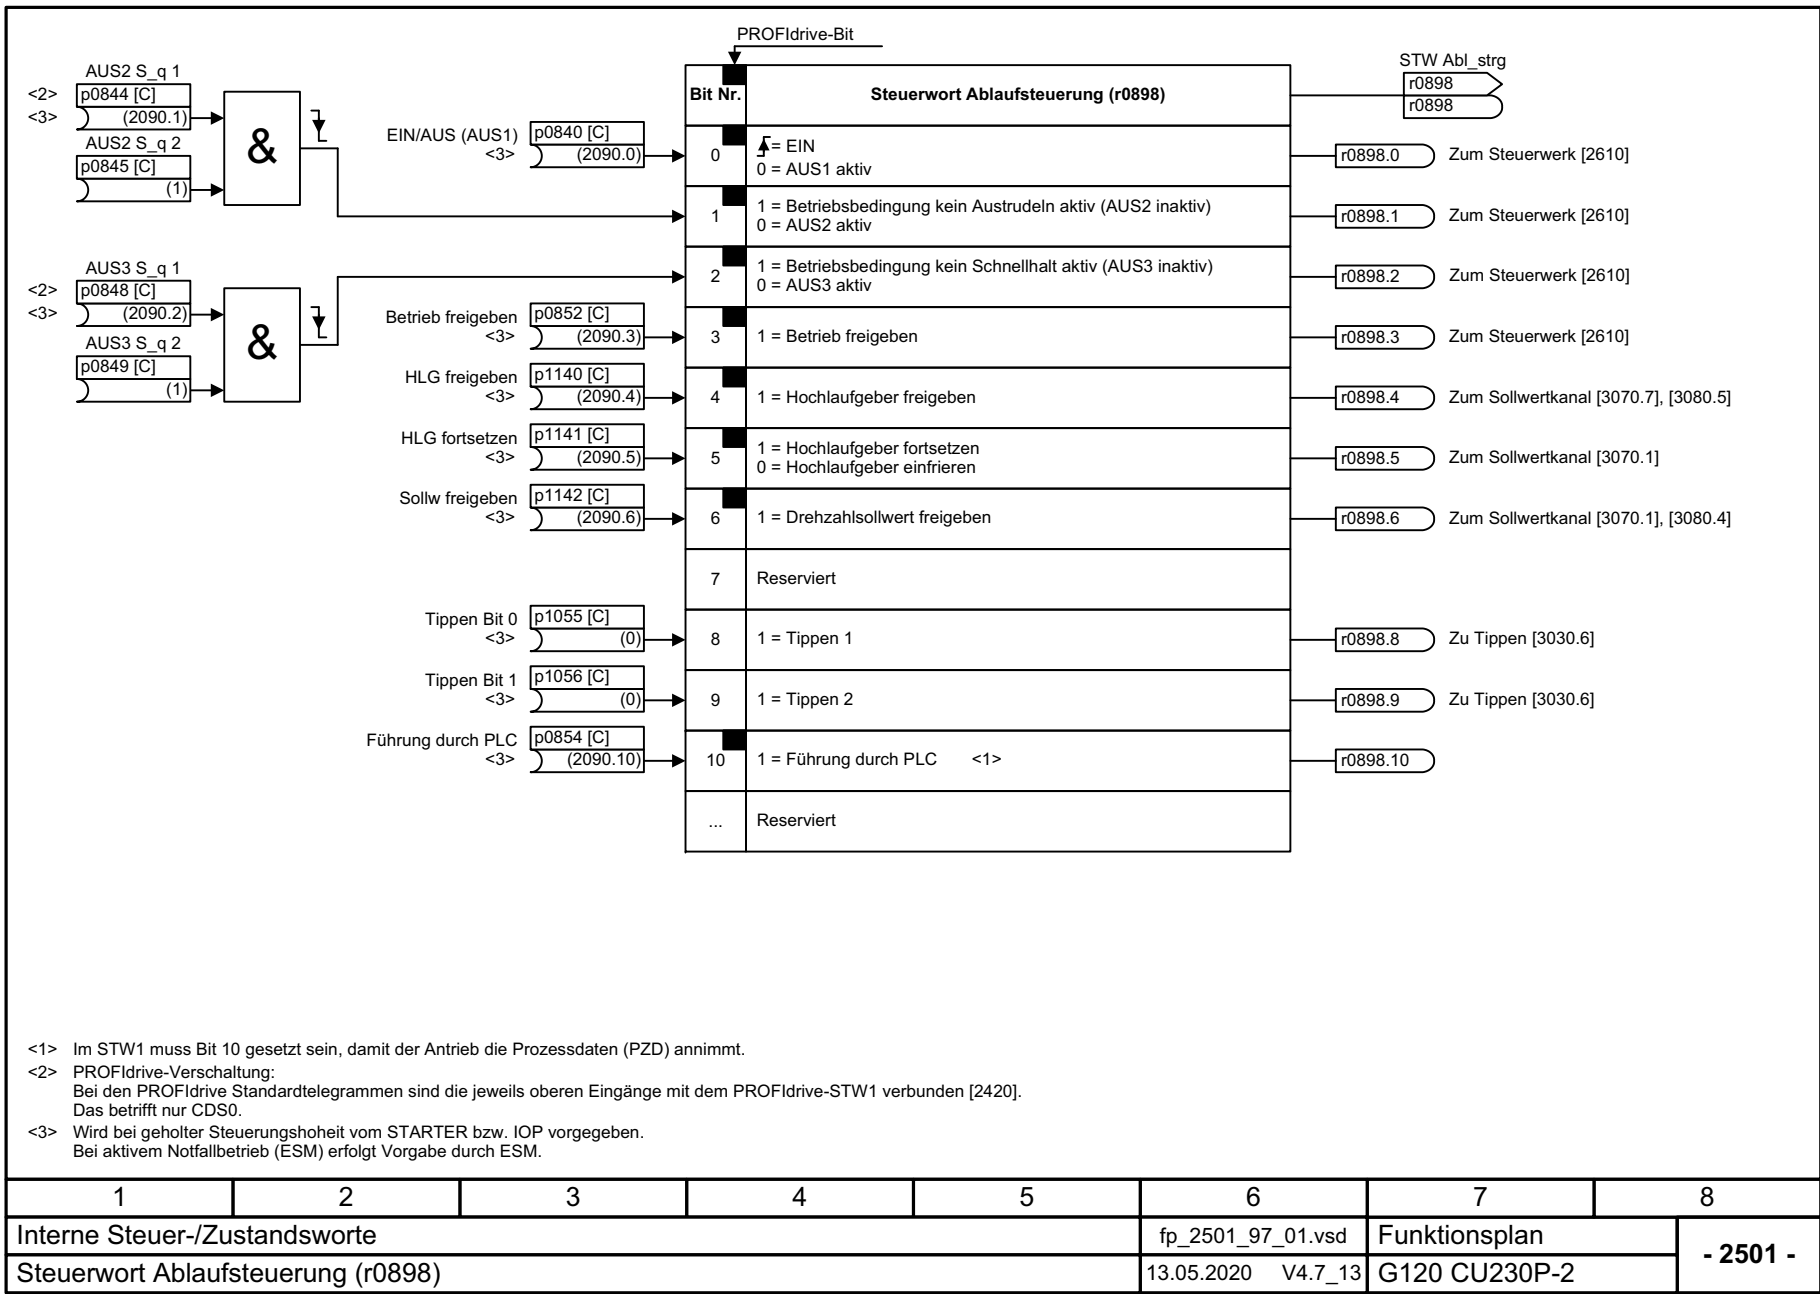 PROFIdrive-Bit
AUS2 S_q 1
<2> p0844 [C]
<3> (2090.1)
AUS2 S_q 2
p0845 [C]
(1)
&
AUS3 S_q 1
<2> p0848 [C]
<3> (2090.2)
AUS3 S_q 2
p0849 [C]
(1)
&
EIN/AUS (AUS1) p0840 [C]
<3> (2090.0)
Betrieb freigeben p0852 [C]
<3> (2090.3)
HLG freigeben p1140 [C]
<3> (2090.4)
HLG fortsetzen p1141 [C]
<3> (2090.5)
Sollw freigeben p1142 [C]
<3> (2090.6)
Tippen Bit 0 p1055 [C]
<3> (0)
Tippen Bit 1 p1056 [C]
<3> (0)
Führung durch PLC p0854 [C]
<3> (2090.10)
Bit Nr. Steuerwort Ablaufsteuerung (r0898)
0 = EIN
0 = AUS1 aktiv
1 1 = Betriebsbedingung kein Austrudeln aktiv (AUS2 inaktiv)
0 = AUS2 aktiv
2 1 = Betriebsbedingung kein Schnellhalt aktiv (AUS3 inaktiv)
0 = AUS3 aktiv
3 1 = Betrieb freigeben
4 1 = Hochlaufgeber freigeben
5 1 = Hochlaufgeber fortsetzen
0 = Hochlaufgeber einfrieren
6 1 = Drehzahlsollwert freigeben
7 Reserviert
8 1 = Tippen 1
9 1 = Tippen 2
10 1 = Führung durch PLC <1>
... Reserviert
STW Abl_strg
r0898
r0898
r0898.0 Zum Steuerwerk [2610]
r0898.1 Zum Steuerwerk [2610]
r0898.2 Zum Steuerwerk [2610]
r0898.3 Zum Steuerwerk [2610]
r0898.4 Zum Sollwertkanal [3070.7], [3080.5]
r0898.5 Zum Sollwertkanal [3070.1]
r0898.6 Zum Sollwertkanal [3070.1], [3080.4]
r0898.8 Zu Tippen [3030.6]
r0898.9 Zu Tippen [3030.6]
r0898.10
<1> Im STW1 muss Bit 10 gesetzt sein, damit der Antrieb die Prozessdaten (PZD) annimmt.
<2> PROFIdrive-Verschaltung:
Bei den PROFIdrive Standardtelegrammen sind die jeweils oberen Eingänge mit dem PROFIdrive-STW1 verbunden [2420].
Das betrifft nur CDS0.
<3> Wird bei geholter Steuerungshoheit vom STARTER bzw. IOP vorgegeben.
Bei aktivem Notfallbetrieb (ESM) erfolgt Vorgabe durch ESM.
1 2 3 4 5 6 7 8
Interne Steuer-/Zustandsworte fp_2501_97_01.vsd Funktionsplan
- 2501 -
Steuerwort Ablaufsteuerung (r0898) 13.05.2020 V4.7_13 G120 CU230P-2